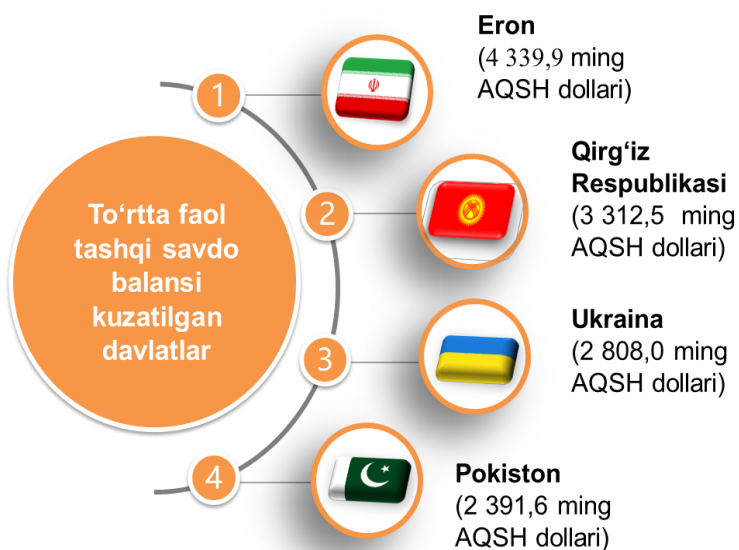 To‘rtta faol
tashqi savdo
balansi
kuzatilgan
davlatlar
1
Eron
(4 339,9 ming
AQSH dollari)
2
Qirg‘iz
Respublikasi
(3 312,5 ming
AQSH dollari)
3
Ukraina
(2 808,0 ming
AQSH dollari)
4
Pokiston
(2 391,6 ming
AQSH dollari)